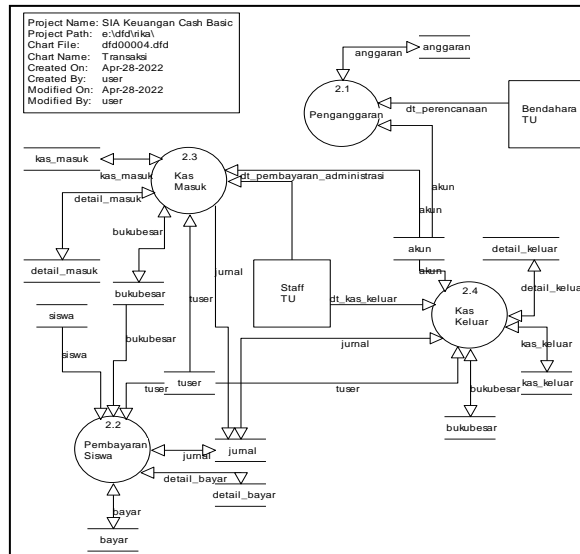 Project Name: SIA Keuangan Cash Basic
Project Path: e:\dfd\rika\
Chart File: dfd00004.dfd
Chart Name: Transaksi
Created On: Apr-28-2022
Created By: user
Modified On: Apr-28-2022
Modified By: user
anggaran
anggaran
2.1
Penganggaran
dt_perencanaan
Bendahara
TU
kas_masuk
kas_masuk
2.3
Kas
Masuk
dt_pembayaran_administrasi
detail_masuk
akun
akun
bukubesar
jurnal
akun
akun
detail_keluar
detail_masuk
bukubesar
tuser
Staff
TU
dt_kas_keluar
2.4
Kas
Keluar
detail_keluar
siswa
siswa
bukubesar
jurnal
kas_keluar
tuser
tuser
tuser
bukubesar
kas_keluar
bukubesar
2.2
Pembayaran
Siswa
jurnal
jurnal
detail_bayar
detail_bayar
bayar
bayar